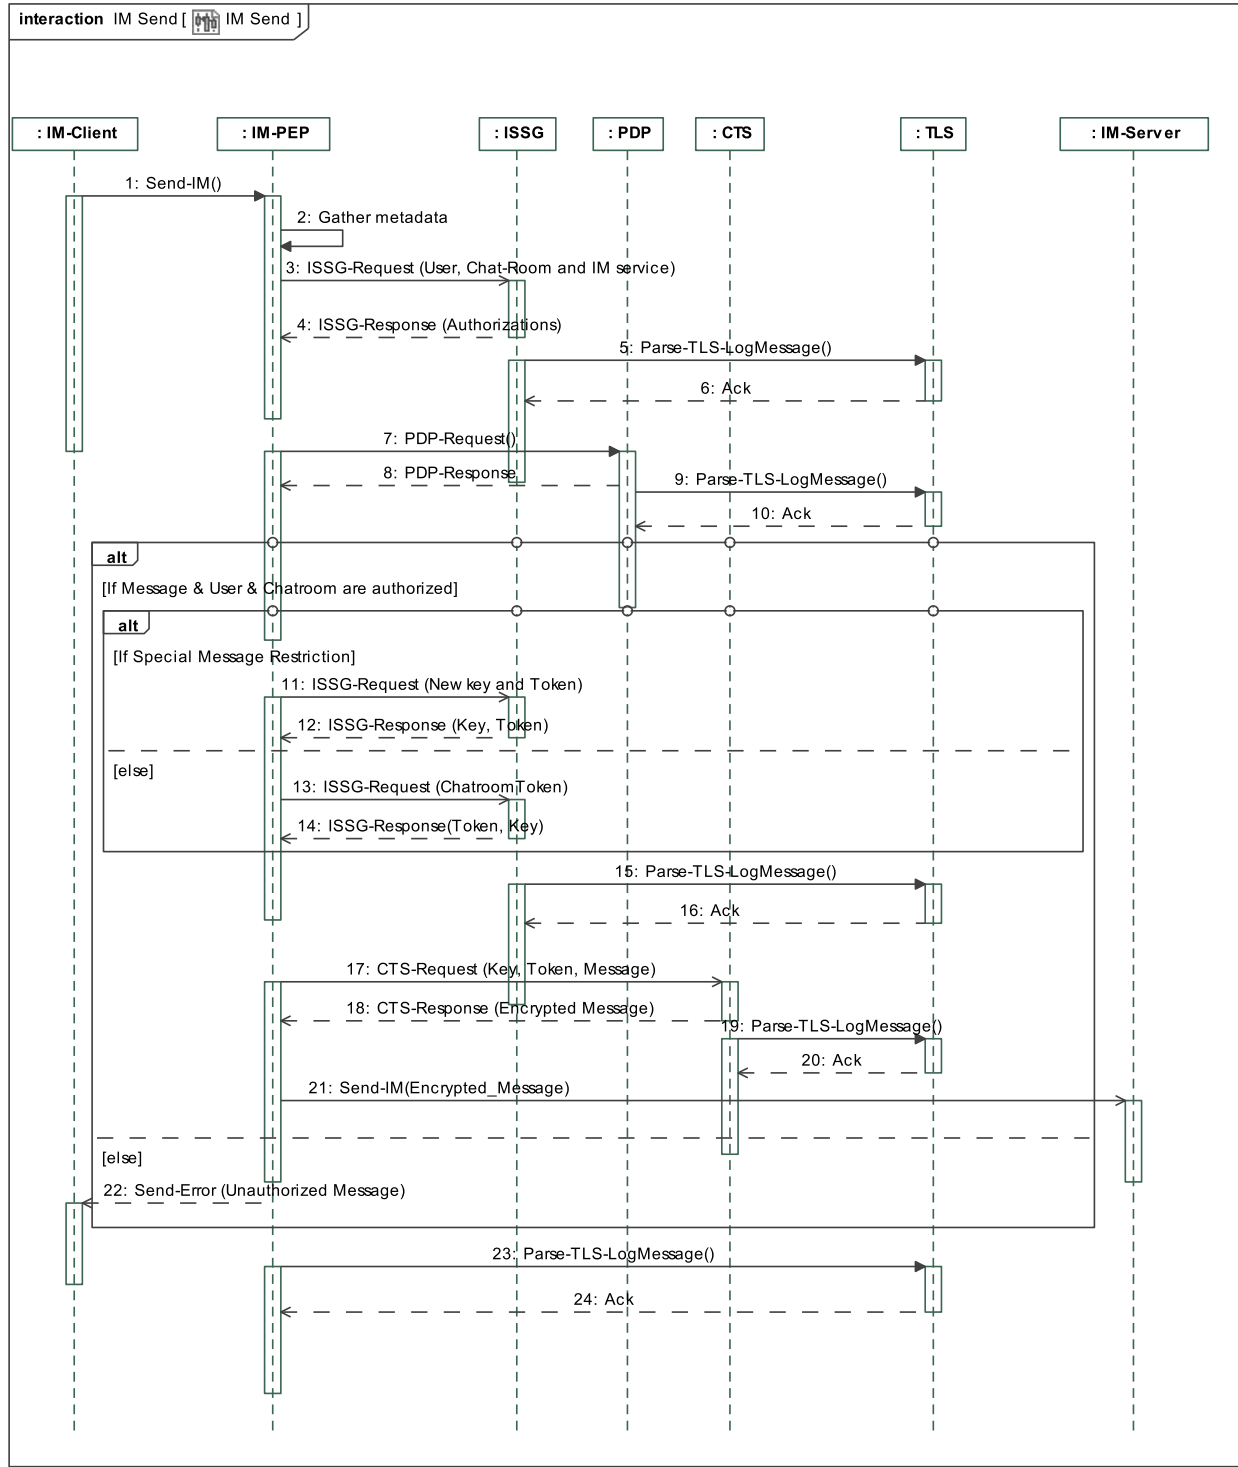 interaction IM Send [ IM Send ]
: IM-Client
: IM-PEP
: ISSG
: PDP
: CTS
: TLS
: IM-Server
1: Send-IM()
2: Gather metadata
3: ISSG-Request (User, Chat-Room and IM service)
4: ISSG-Response (Authorizations)
5: Parse-TLS-LogMessage()
6: Ack
7: PDP-Request()
8: PDP-Response
9: Parse-TLS-LogMessage()
10: Ack
alt
[If Message & User & Chatroom are authorized]
alt
[If Special Message Restriction]
11: ISSG-Request (New key and Token)
12: ISSG-Response (Key, Token)
[else]
13: ISSG-Request (Chatroom Token)
14: ISSG-Response(Token, Key)
15: Parse-TLS-LogMessage()
16: Ack
17: CTS-Request (Key, Token, Message)
18: CTS-Response (Encrypted Message)
19: Parse-TLS-LogMessage()
20: Ack
21: Send-IM(Encrypted_Message)
[else]
22: Send-Error (Unauthorized Message)
23: Parse-TLS-LogMessage()
24: Ack